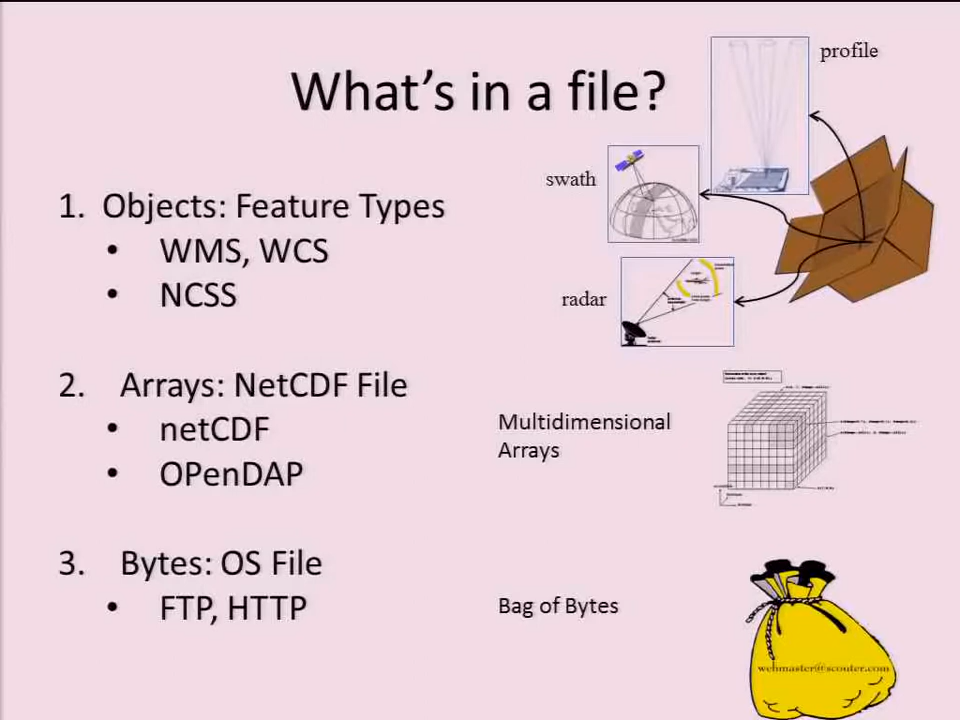 What's in a file?
profile
swath
radar
1. Objects: Feature Types
• WMS, WCS
• NCSS
2. Arrays: NetCDF File
• netCDF
• OPenDAP
Multidimensional
Arrays
3. Bytes: OS File
• FTP, HTTP
Bag of Bytes
webmaster@scouter.com